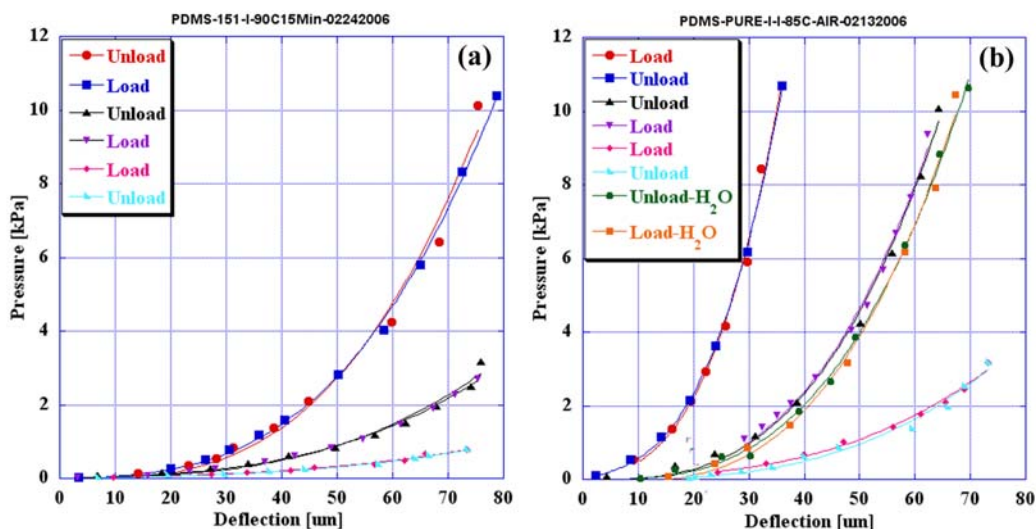 PDMS-151-I-90C15Min-02242006
(a)
Unload
Load
Unload
Load
Load
Unload
Pressure [kPa]
12
10
8
6
4
2
0
0 10 20 30 40 50 60 70 80
Deflection [um]
PDMS-PURE-I-I-85C-AIR-02132006
(b)
Load
Unload
Unload
Load
Load
Unload
Unload-H2O
Load-H2O
Pressure [kPa]
12
10
8
6
4
2
0
0 10 20 30 40 50 60 70 80
Deflection [um]